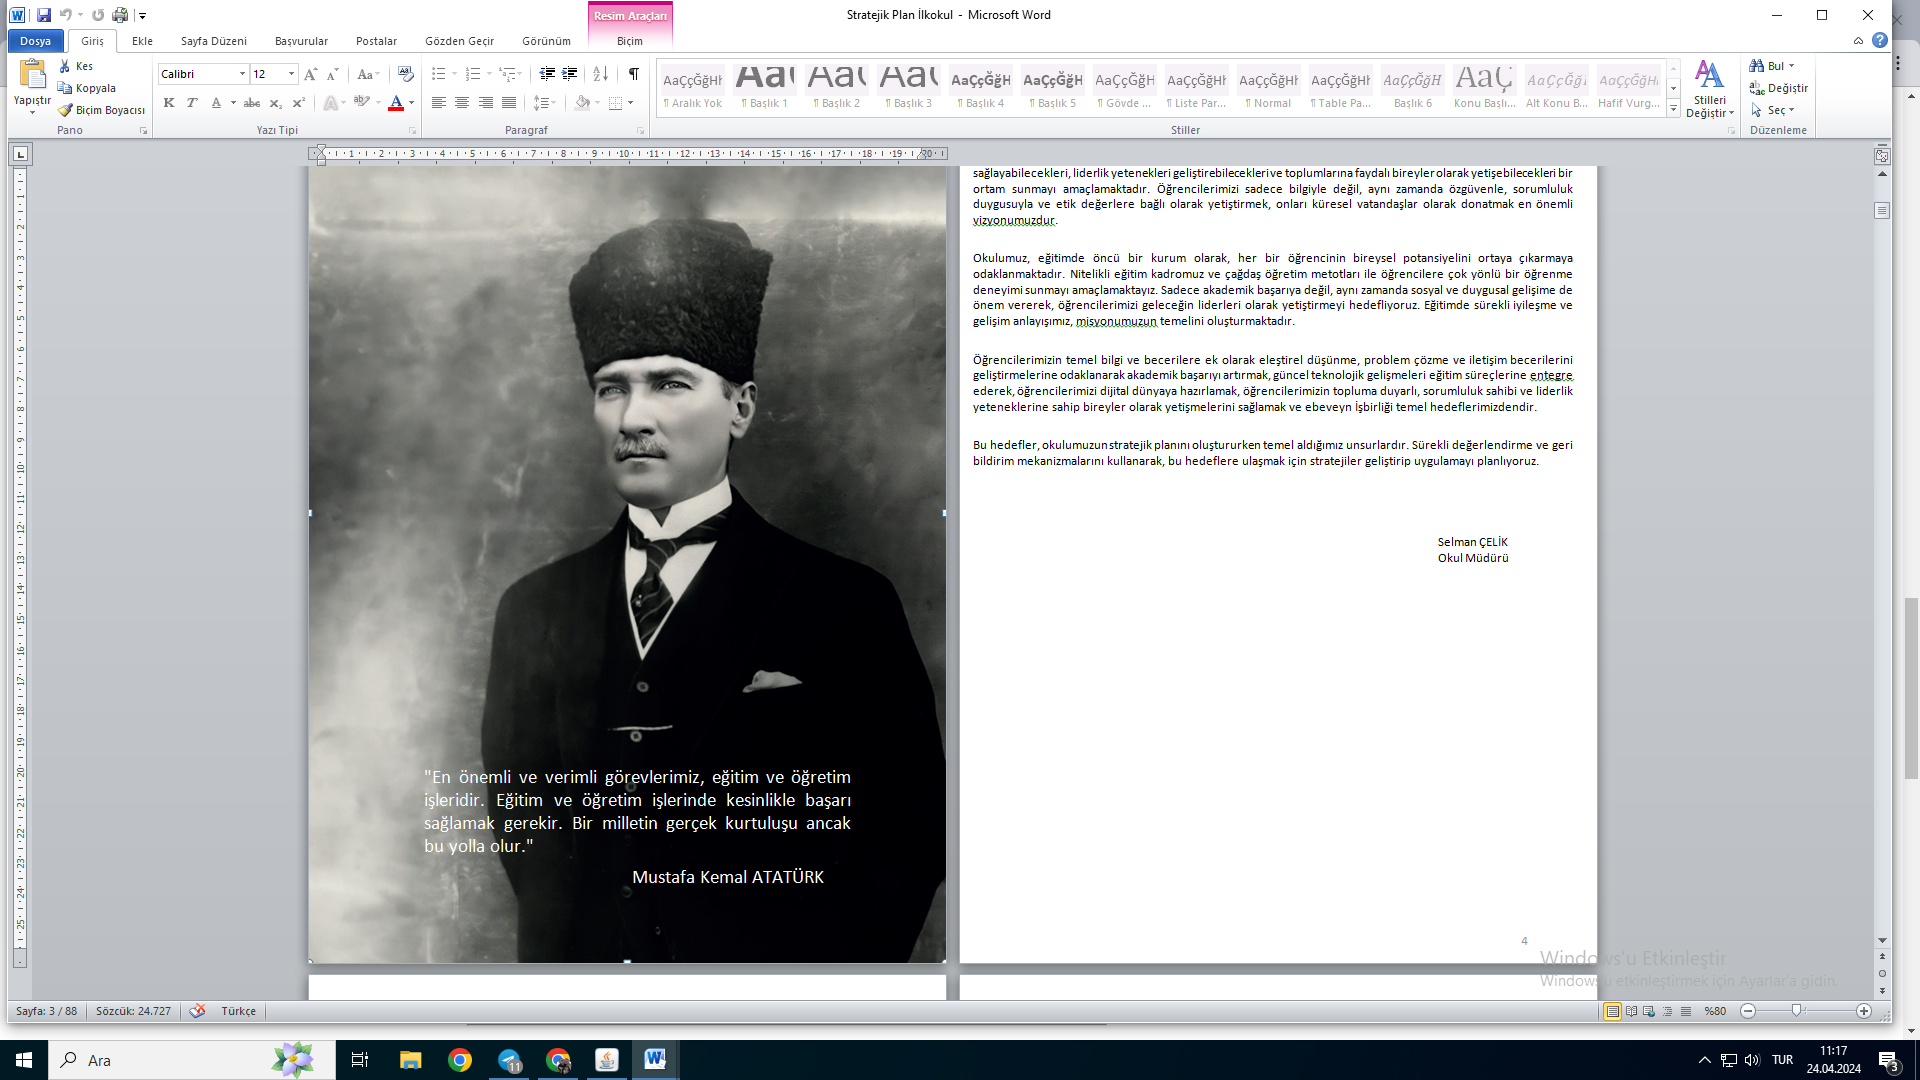 Resim Araçları
Stratejik Plan İlkokul - Microsoft Word
Dosya Giriş Ekle Sayfa Düzeni Başvurular Postalar Gözden Geçir Görünüm Biçim
Yapıştır
Kes
Kopyala
Biçim Boyacısı
Pano
Calibri 12
K T A abc x₂ x²
Yazı Tipi
Paragraf
¶ Aralık Yok ¶ Başlık 1 ¶ Başlık 2 ¶ Başlık 3 ¶ Başlık 4 ¶ Başlık 5 ¶ Gövde ... ¶ Liste Par... ¶ Normal ¶ Table Pa... Başlık 6 Konu Başlı... Alt Konu B... Hafif Vurg...
Stiller
Stilleri
Değiştir
Bul
Değiştir
Seç
Düzenleme
"En önemli ve verimli görevlerimiz, eğitim ve öğretim
işleridir. Eğitim ve öğretim işlerinde kesinlikle başarı
sağlamak gerekir. Bir milletin gerçek kurtuluşu ancak
bu yolla olur."
Mustafa Kemal ATATÜRK
sağlayabilecekleri, liderlik yetenekleri geliştirebilecekleri ve toplumlarına faydalı bireyler olarak yetişebilecekleri bir
ortam sunmayı amaçlamaktadır. Öğrencilerimizi sadece bilgiyle değil, aynı zamanda özgüvenle, sorumluluk
duygusuyla ve etik değerlere bağlı olarak yetiştirmek, onları küresel vatandaşlar olarak donatmak en önemli
vizyonumuzdur.
Okulumuz, eğitimde öncü bir kurum olarak, her bir öğrencinin bireysel potansiyelini ortaya çıkarmaya
odaklanmaktadır. Nitelikli eğitim kadromuz ve çağdaş öğretim metotları ile öğrencilere çok yönlü bir öğrenme
deneyimi sunmayı amaçlamaktayız. Sadece akademik başarıya değil, aynı zamanda sosyal ve duygusal gelişime de
önem vererek, öğrencilerimizi geleceğin liderleri olarak yetiştirmeyi hedefliyoruz. Eğitimde sürekli iyileşme ve
gelişim anlayışımız, misyonumuzun temelini oluşturmaktadır.
Öğrencilerimizin temel bilgi ve becerilere ek olarak eleştirel düşünme, problem çözme ve iletişim becerilerini
geliştirmelerine odaklanarak akademik başarıyı artırmak, güncel teknolojik gelişmeleri eğitim süreçlerine entegre
ederek, öğrencilerimizi dijital dünyaya hazırlamak, öğrencilerimizin topluma duyarlı, sorumluluk sahibi ve liderlik
yeteneklerine sahip bireyler olarak yetişmelerini sağlamak ve ebeveyn İşbirliği temel hedeflerimizdendir.
Bu hedefler, okulumuzun stratejik planını oluştururken temel aldığımız unsurlardır. Sürekli değerlendirme ve geri
bildirim mekanizmalarını kullanarak, bu hedeflere ulaşmak için stratejiler geliştirip uygulamayı planlıyoruz.
Selman ÇELİK
Okul Müdürü
4
Windows'u Etkinleştir
Windows'u etkinleştirmek için Ayarlar'a gidin.
Sayfa: 3 / 88 Sözcük: 24.727 Türkçe %80
Ara
11
TUR
11:17
24.04.2024
3